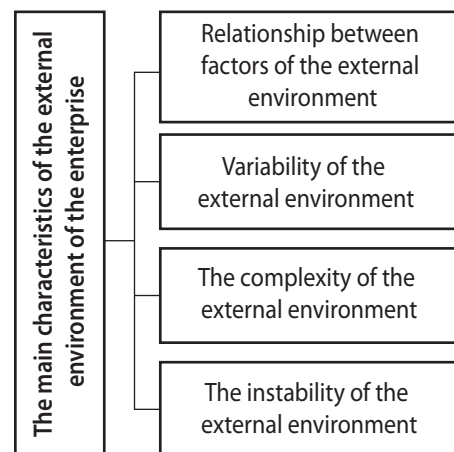 The main characteristics of the external
environment of the enterprise
Relationship between
factors of the external
environment
Variability of the
external environment
The complexity of the
external environment
The instability of the
external environment